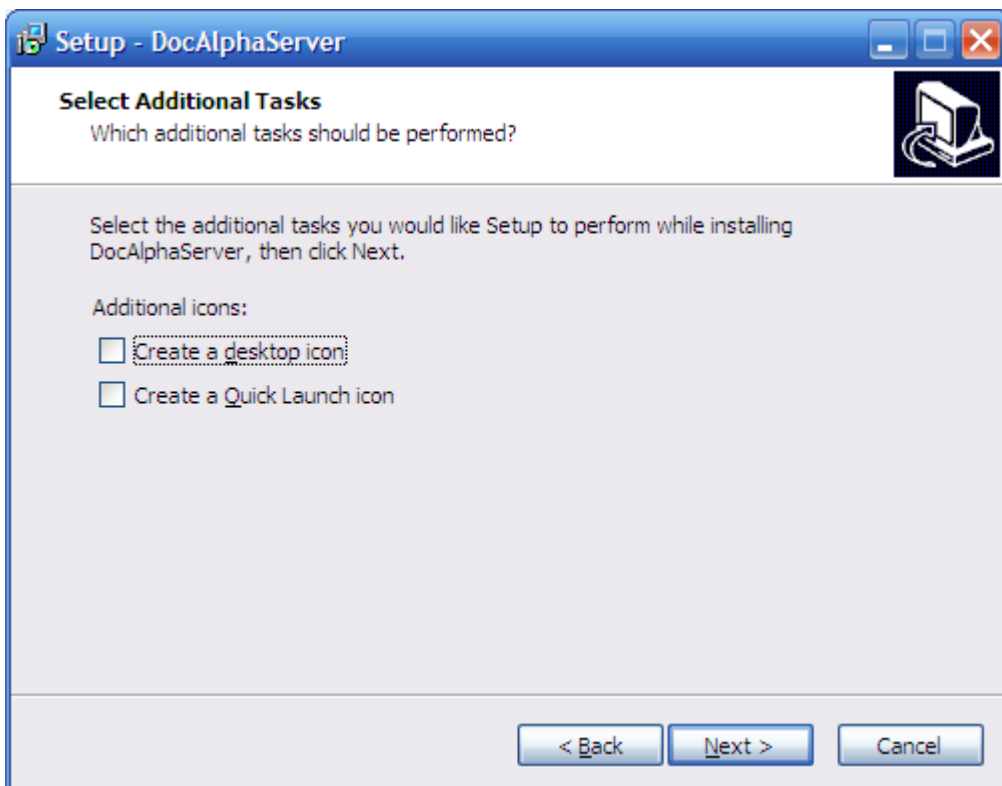 Setup - DocAlphaServer
Select Additional Tasks
Which additional tasks should be performed?
Select the additional tasks you would like Setup to perform while installing
DocAlphaServer, then click Next.
Additional icons:
Create a desktop icon
Create a Quick Launch icon
< Back
Next >
Cancel